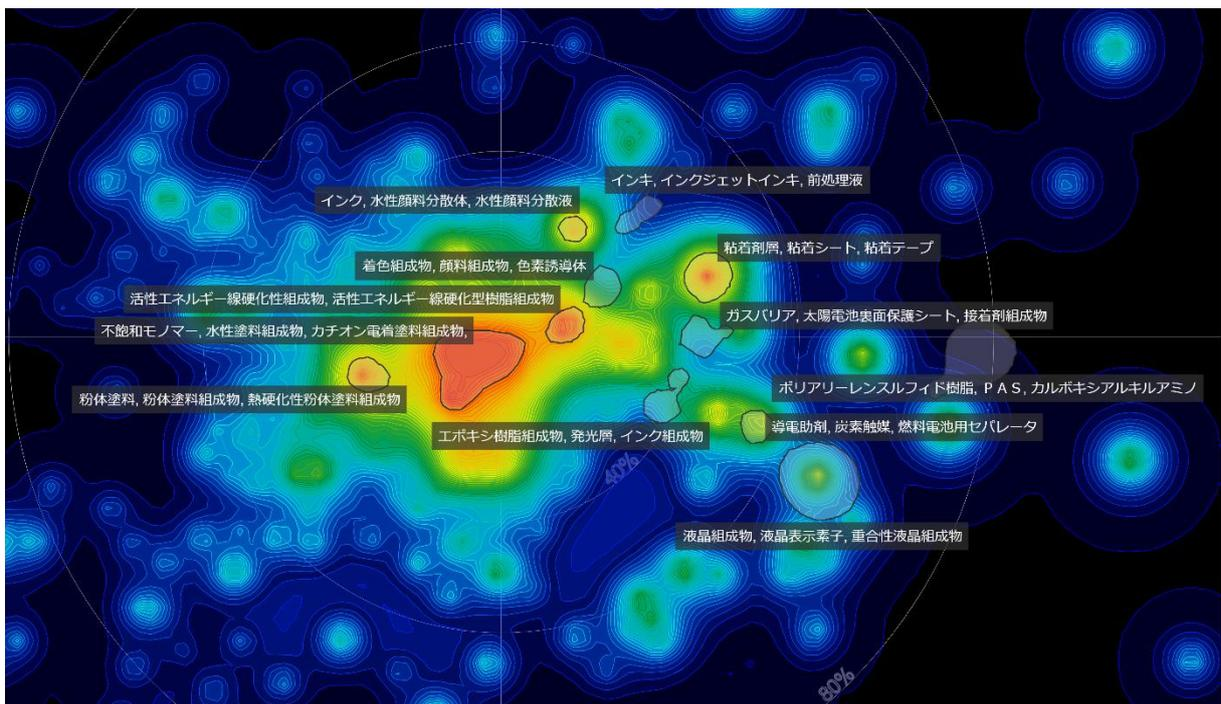 インキ, インクジェットインキ, 前処理液
インク, 水性顔料分散体, 水性顔料分散液
粘着剤層, 粘着シート, 粘着テープ
着色組成物, 顔料組成物, 色素誘導体
活性エネルギー線硬化性組成物, 活性エネルギー線硬化型樹脂組成物
ガスバリア, 太陽電池裏面保護シート, 接着剤組成物
不飽和モノマー, 水性塗料組成物, カチオン電着塗料組成物,
ポリアリーレンスルフィド樹脂, ＰＡＳ, カルボキシアルキルアミノ
粉体塗料, 粉体塗料組成物, 熱硬化性粉体塗料組成物
導電助剤, 炭素触媒, 燃料電池用セパレータ
エポキシ樹脂組成物, 発光層, インク組成物
40%
液晶組成物, 液晶表示素子, 重合性液晶組成物
80%